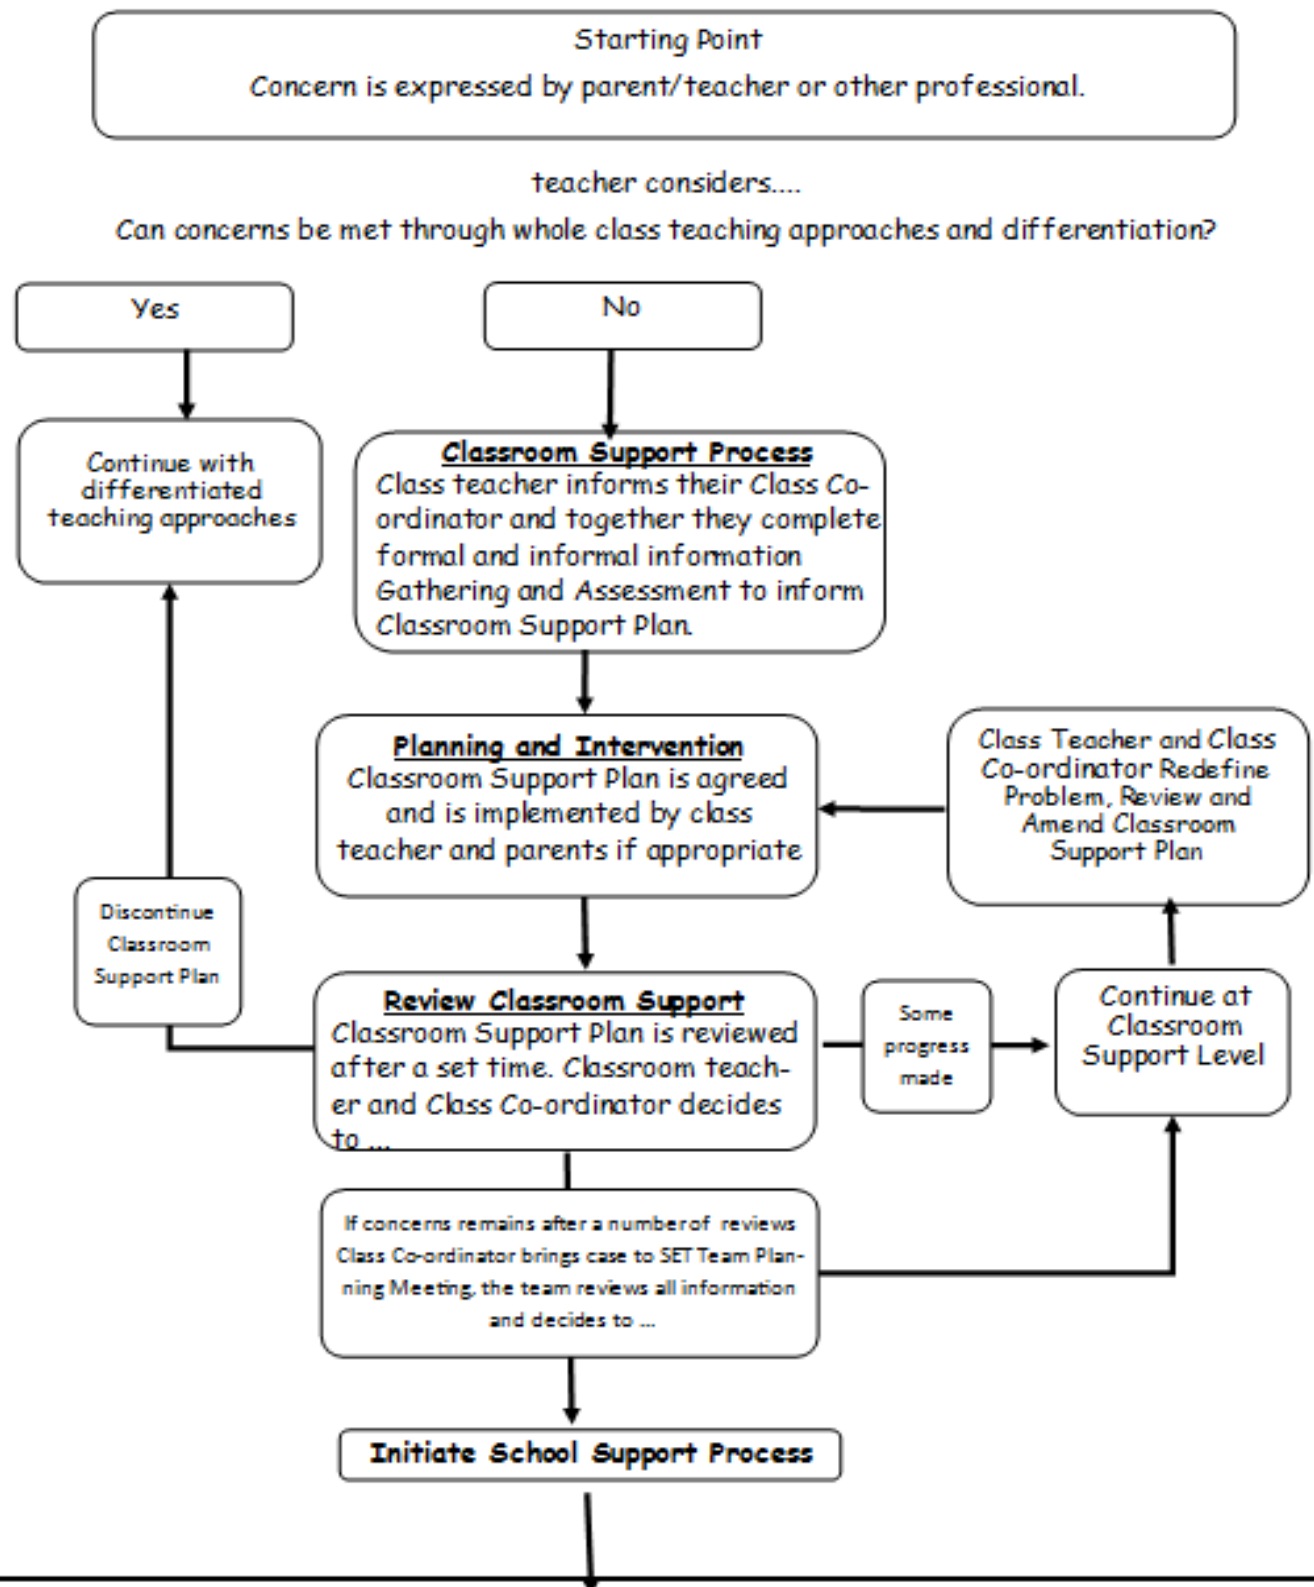 Starting Point
Concern is expressed by parent/teacher or other professional.
teacher considers....
Can concerns be met through whole class teaching approaches and differentiation?
Yes
No
Continue with
differentiated
teaching approaches
Classroom Support Process
Class teacher informs their Class Co-
ordinator and together they complete
formal and informal information
Gathering and Assessment to inform
Classroom Support Plan.
Planning and Intervention
Classroom Support Plan is agreed
and is implemented by class
teacher and parents if appropriate
Class Teacher and Class
Co-ordinator Redefine
Problem, Review and
Amend Classroom
Support Plan
Discontinue
Classroom
Support Plan
Review Classroom Support
Classroom Support Plan is reviewed
after a set time. Classroom teach-
er and Class Co-ordinator decides
to ...
Some
progress
made
Continue at
Classroom
Support Level
If concerns remains after a number of reviews
Class Co-ordinator brings case to SET Team Plan-
ning Meeting, the team reviews all information
and decides to ...
Initiate School Support Process